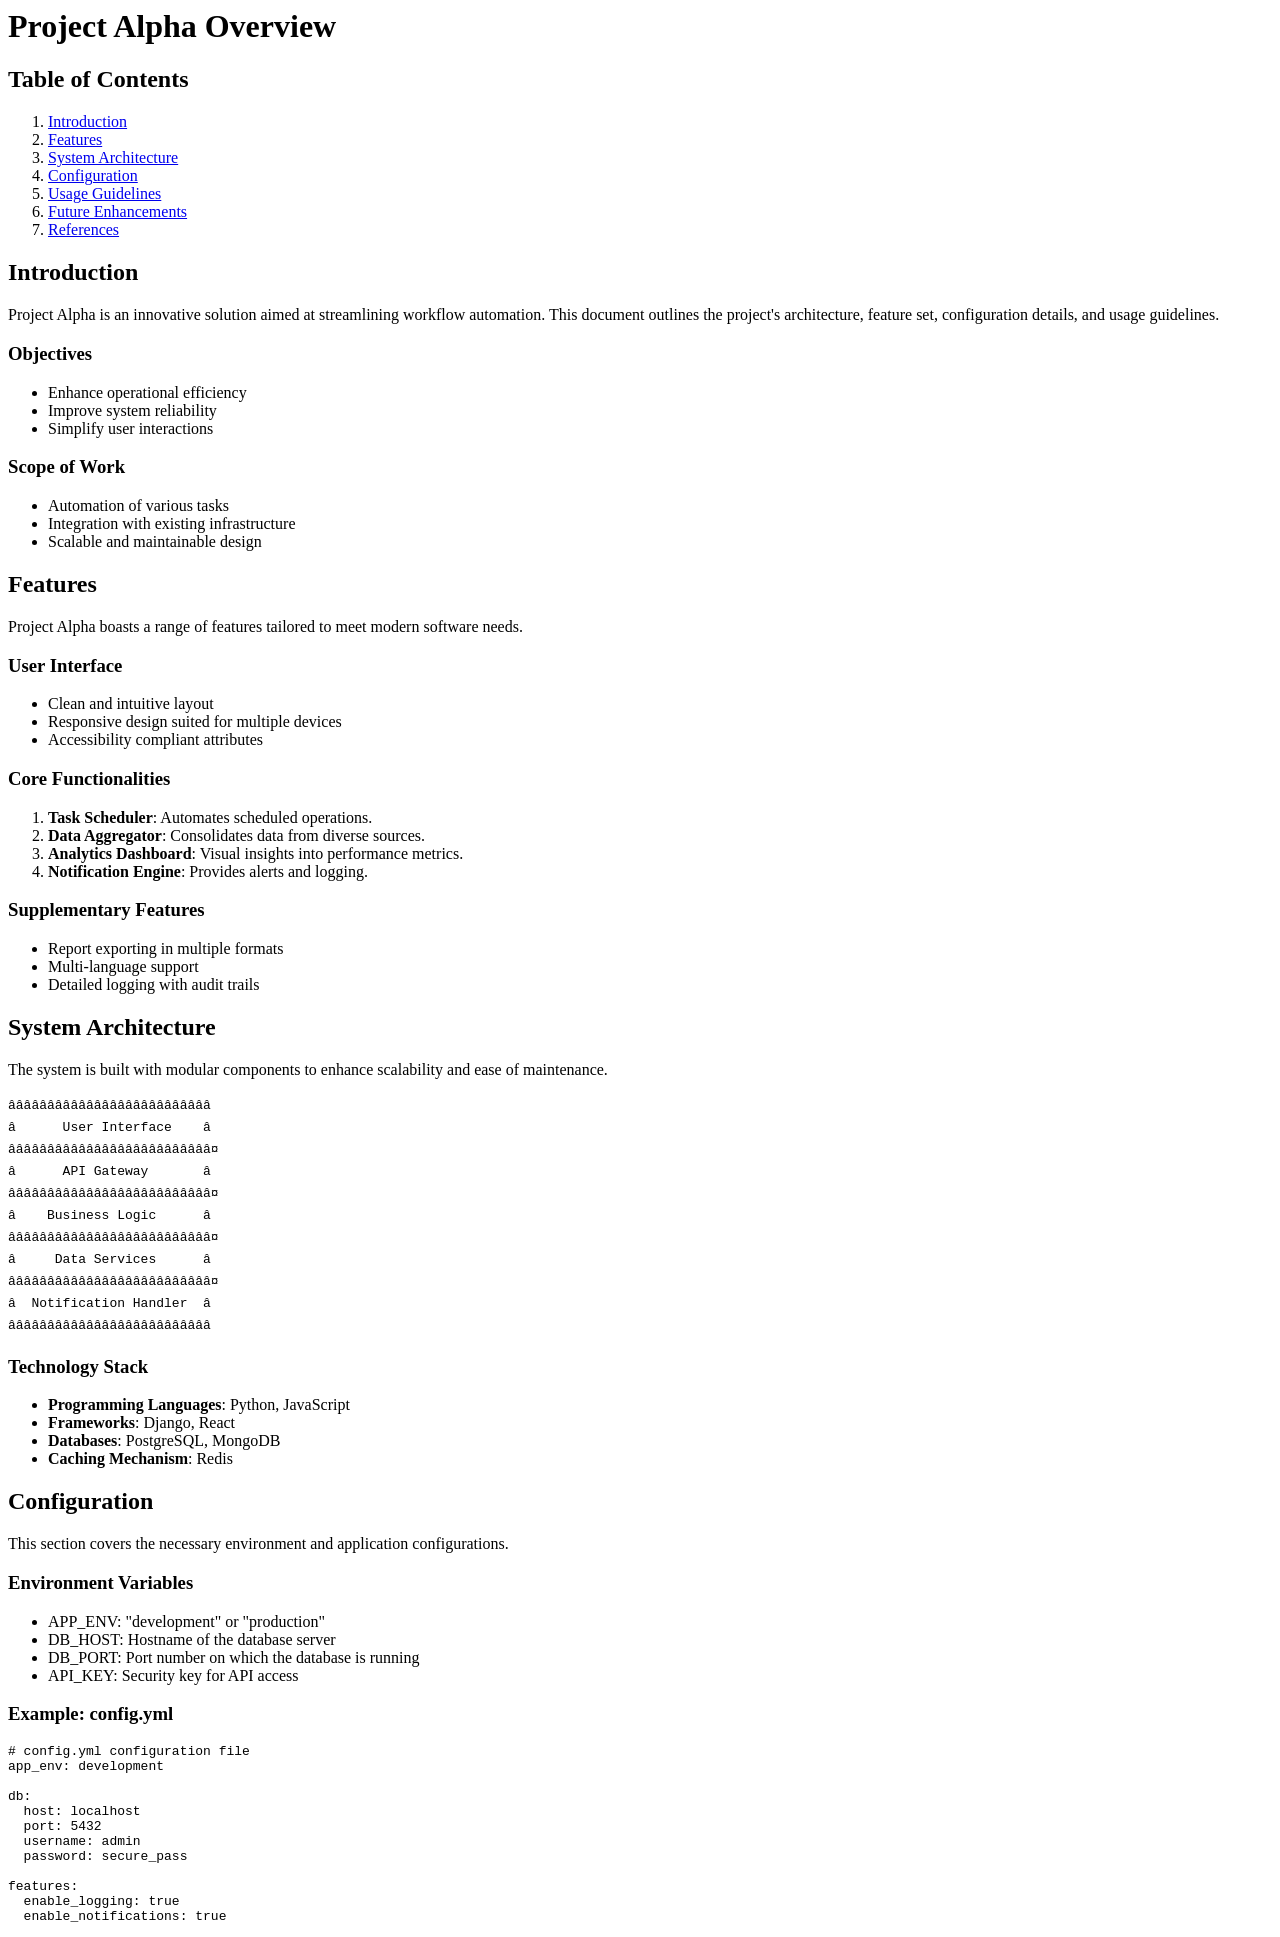 Project Alpha Overview
Table of Contents
1. Introduction
2. Features
3. System Architecture
4. Configuration
5. Usage Guidelines
6. Future Enhancements
7. References
Introduction
Project Alpha is an innovative solution aimed at streamlining workflow automation. This document outlines the project's architecture, feature set, configuration details, and usage guidelines.
Objectives
• Enhance operational efficiency
• Improve system reliability
• Simplify user interactions
Scope of Work
• Automation of various tasks
• Integration with existing infrastructure
• Scalable and maintainable design
Features
Project Alpha boasts a range of features tailored to meet modern software needs.
User Interface
• Clean and intuitive layout
• Responsive design suited for multiple devices
• Accessibility compliant attributes
Core Functionalities
1. Task Scheduler: Automates scheduled operations.
2. Data Aggregator: Consolidates data from diverse sources.
3. Analytics Dashboard: Visual insights into performance metrics.
4. Notification Engine: Provides alerts and logging.
Supplementary Features
• Report exporting in multiple formats
• Multi-language support
• Detailed logging with audit trails
System Architecture
The system is built with modular components to enhance scalability and ease of maintenance.
ââââââââââââââââââââââââââ
â      User Interface    â
ââââââââââââââââââââââââââ¤
â      API Gateway       â
ââââââââââââââââââââââââââ¤
â    Business Logic      â
ââââââââââââââââââââââââââ¤
â     Data Services      â
ââââââââââââââââââââââââââ¤
â  Notification Handler  â
ââââââââââââââââââââââââââ
Technology Stack
• Programming Languages: Python, JavaScript
• Frameworks: Django, React
• Databases: PostgreSQL, MongoDB
• Caching Mechanism: Redis
Configuration
This section covers the necessary environment and application configurations.
Environment Variables
• APP_ENV: "development" or "production"
• DB_HOST: Hostname of the database server
• DB_PORT: Port number on which the database is running
• API_KEY: Security key for API access
Example: config.yml
# config.yml configuration file
app_env: development
db:
  host: localhost
  port: 5432
  username: admin
  password: secure_pass
features:
  enable_logging: true
  enable_notifications: true